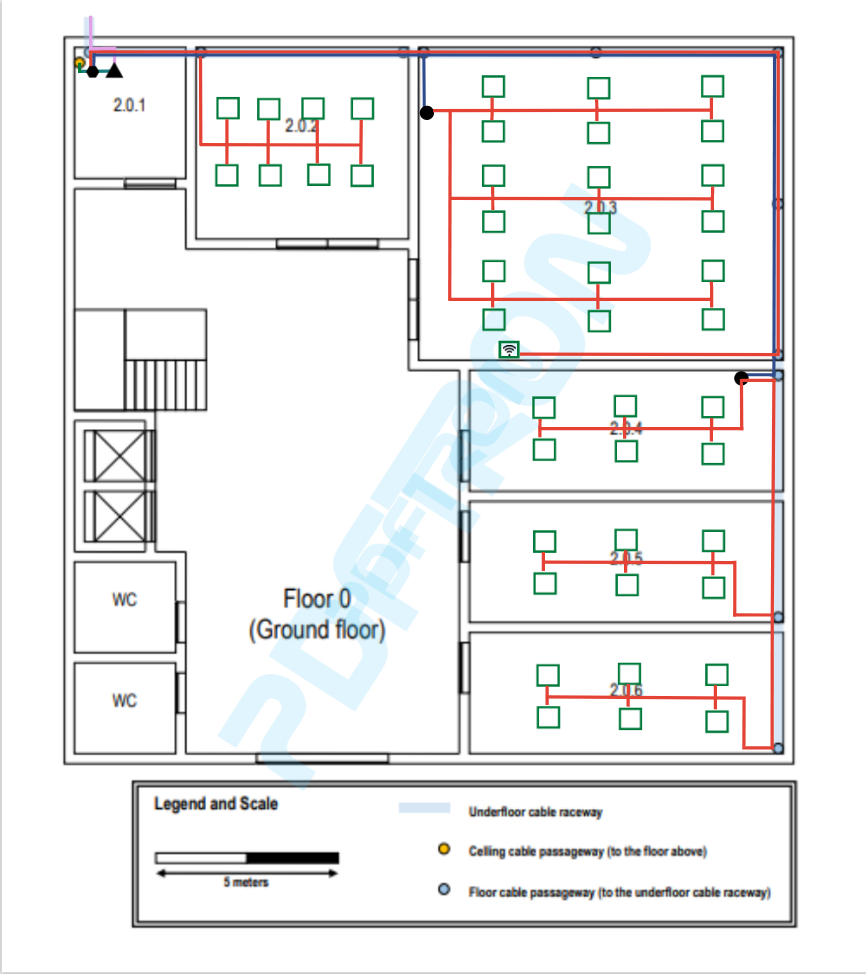 2.0.1
2.0.2
2.0.3
2.0.4
2.0.5
2.0.6
WC
WC
Floor 0
(Ground floor)
PDFTRON
Legend and Scale
5 meters
Underfloor cable raceway
Celling cable passageway (to the floor above)
Floor cable passageway (to the underfloor cable raceway)